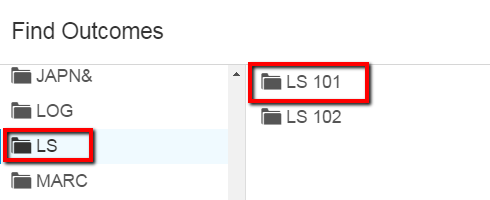 Find Outcomes
JAPN&
LOG
LS
MARC
LS 101
LS 102